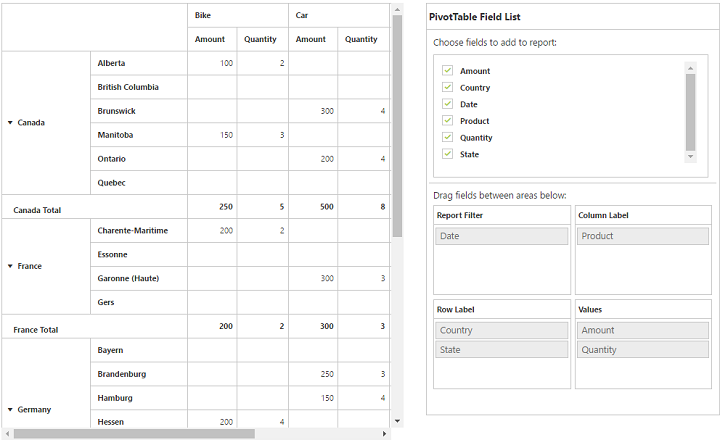 Bike Car
Amount Quantity Amount Quantity
Canada
Alberta 100 2
British Columbia
Brunswick 300 4
Manitoba 150 3
Ontario 200 4
Quebec
Canada Total 250 5 500 8
France
Charente-Maritime 200 2
Essonne
Garonne (Haute) 300 3
Gers
France Total 200 2 300 3
Germany
Bayern
Brandenburg 250 3
Hamburg 150 4
Hessen 200 4
PivotTable Field List
Choose fields to add to report:
Amount
Country
Date
Product
Quantity
State
Drag fields between areas below:
Report Filter
Date
Column Label
Product
Row Label
Country
State
Values
Amount
Quantity